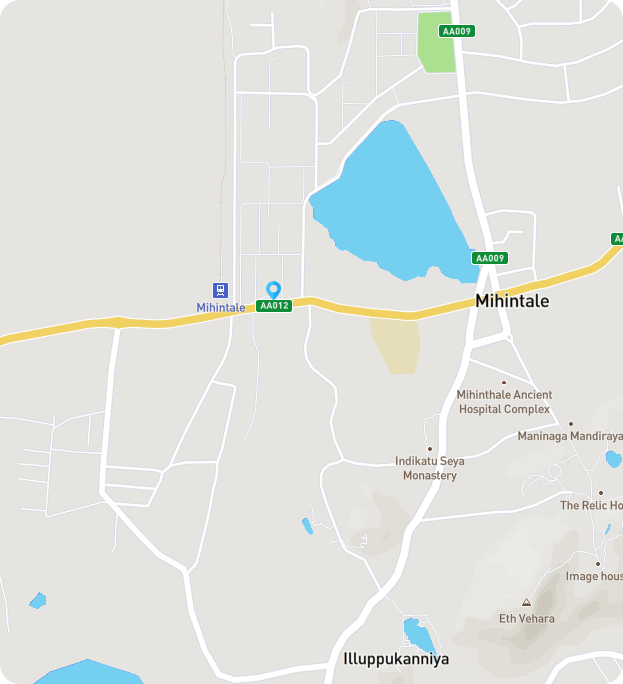 AA009
AA
AA009
Mihintale
Mihintale
AA012
Mihinthale Ancient
Hospital Complex
Maninaga Mandiraya
Indikatu Seya
Monastery
The Relic Ho
Image hous
Eth Vehara
Illuppukanniya